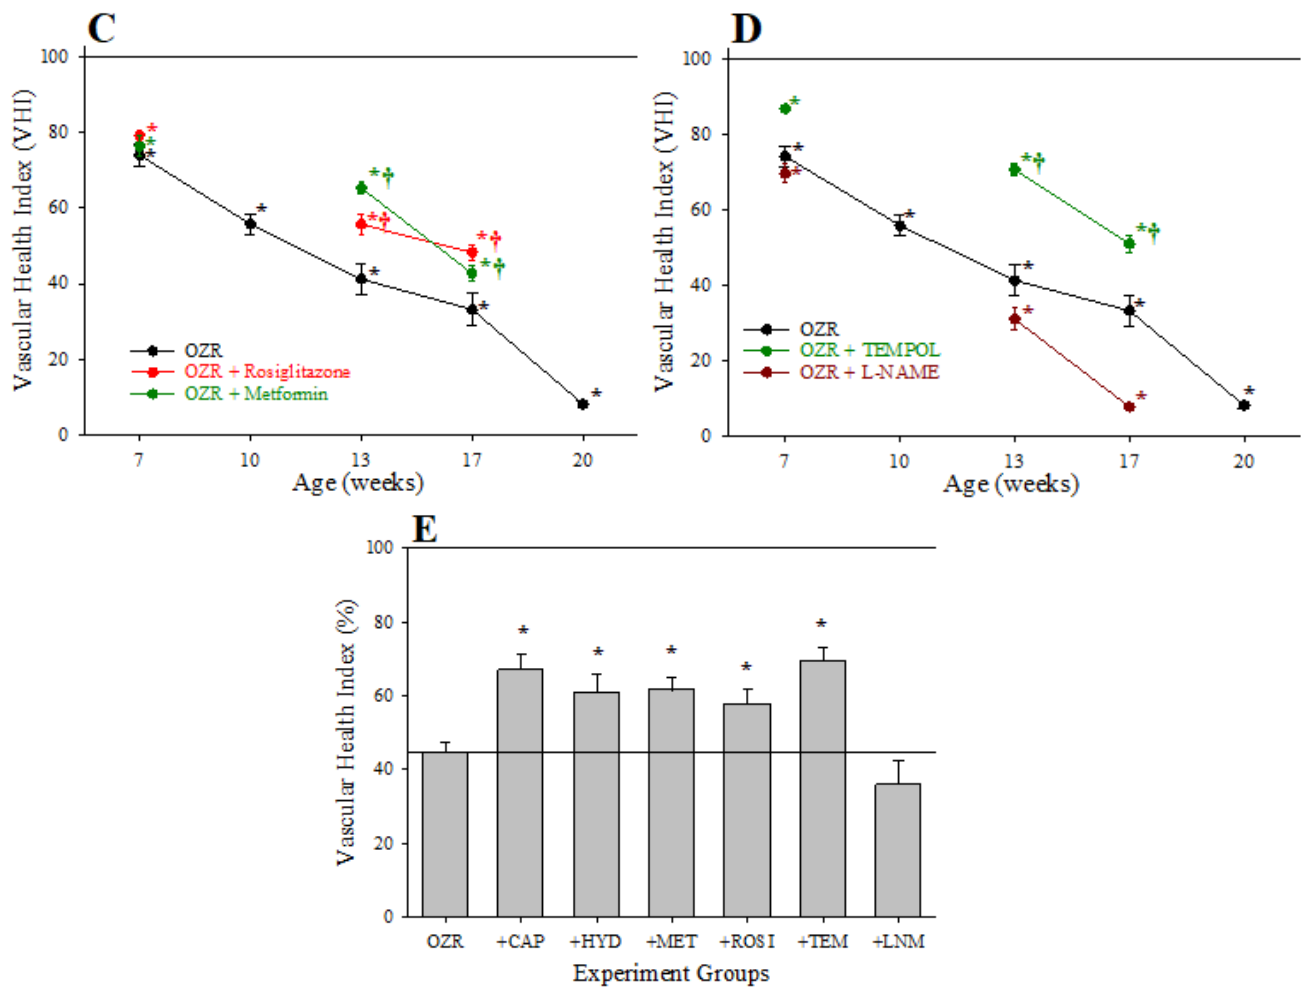 C
Vascular Health Index (VHI)
100
80
60
40
20
0
*
*
*
*
*†
*†
*
*†
*†
*
*
OZR
OZR + Rosiglitazone
OZR + Metformin
7 10 13 17 20
Age (weeks)
D
Vascular Health Index (VHI)
100
80
60
40
20
0
*
*
*
*
*†
*
*
*†
*
*
*
OZR
OZR + TEMPOL
OZR + L-NAME
7 10 13 17 20
Age (weeks)
E
Vascular Health Index (%)
100
80
60
40
20
0
* * * * *
OZR +CAP +HYD +MET +ROSI +TEM +LNM
Experiment Groups